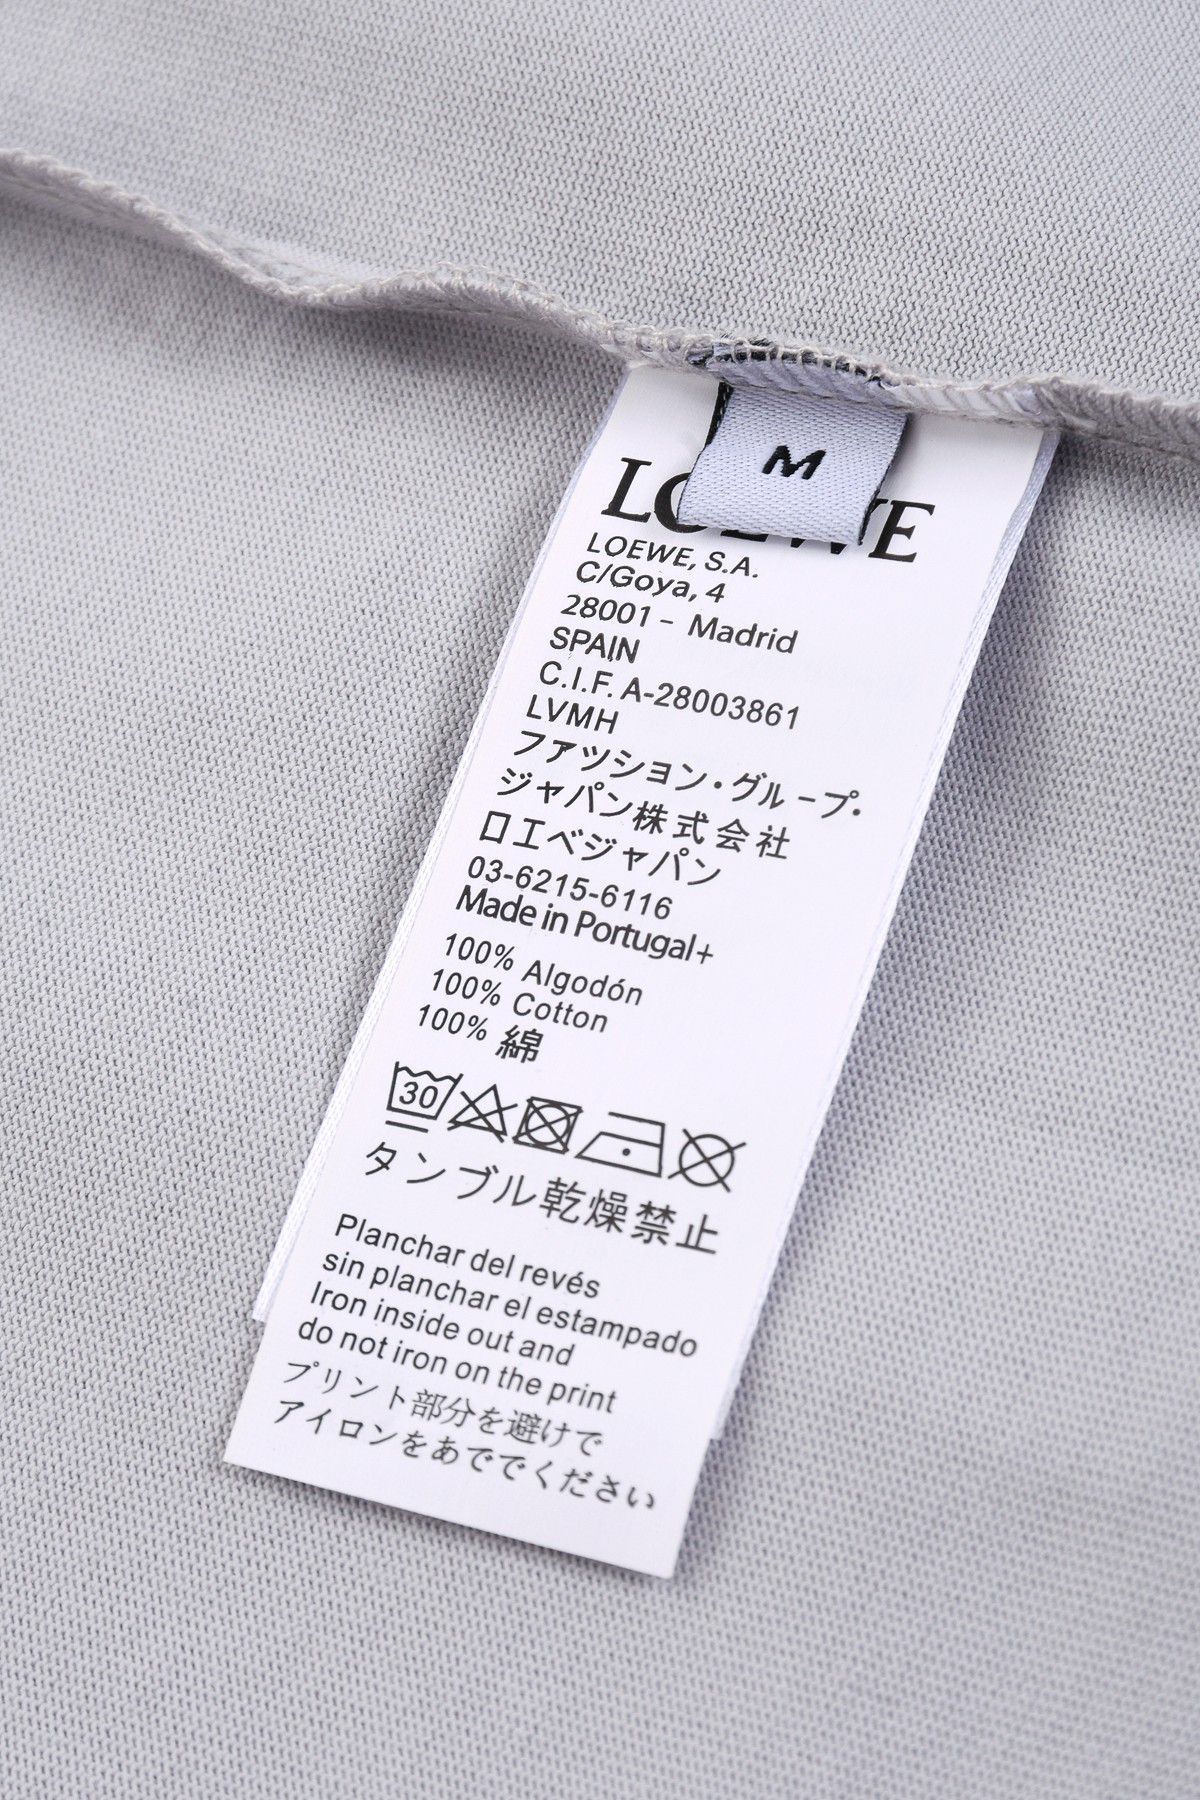 M
LOEWE
LOEWE, S.A.
C/Goya, 4
28001 - Madrid
SPAIN
C.I.F. A-28003861
LVMH
ファツション・グループ・
ジャパン株式会社
ロエベジャパン
03-6215-6116
Made in Portugal+
100% Algodón
100% Cotton
100% 綿
30
タンブル乾燥禁止
Planchar del revés
sin planchar el estampado
Iron inside out and
do not iron on the print
プリント部分を避けで
アイロンをあででください